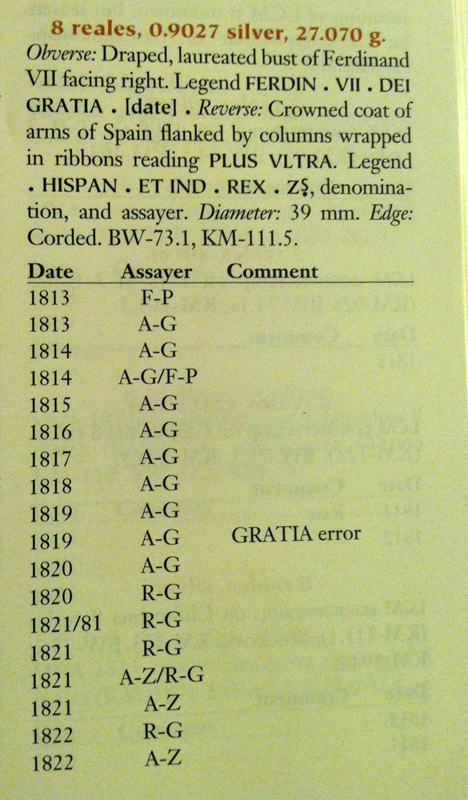 8 reales, 0.9027 silver, 27.070 g.
Obverse: Draped, laureated bust of Ferdinand
VII facing right. Legend FERDIN . VII . DEI
GRATIA . [date] . Reverse: Crowned coat of
arms of Spain flanked by columns wrapped
in ribbons reading PLUS VLTRA. Legend
. HISPAN . ET IND . REX . Z$, denomina-
tion, and assayer. Diameter: 39 mm. Edge:
Corded. BW-73.1, KM-111.5.
Date Assayer Comment
1813 F-P
1813 A-G
1814 A-G
1814 A-G/F-P
1815 A-G
1816 A-G
1817 A-G
1818 A-G
1819 A-G
1819 A-G GRATIA error
1820 A-G
1820 R-G
1821/81 R-G
1821 R-G
1821 A-Z/R-G
1821 A-Z
1822 R-G
1822 A-Z